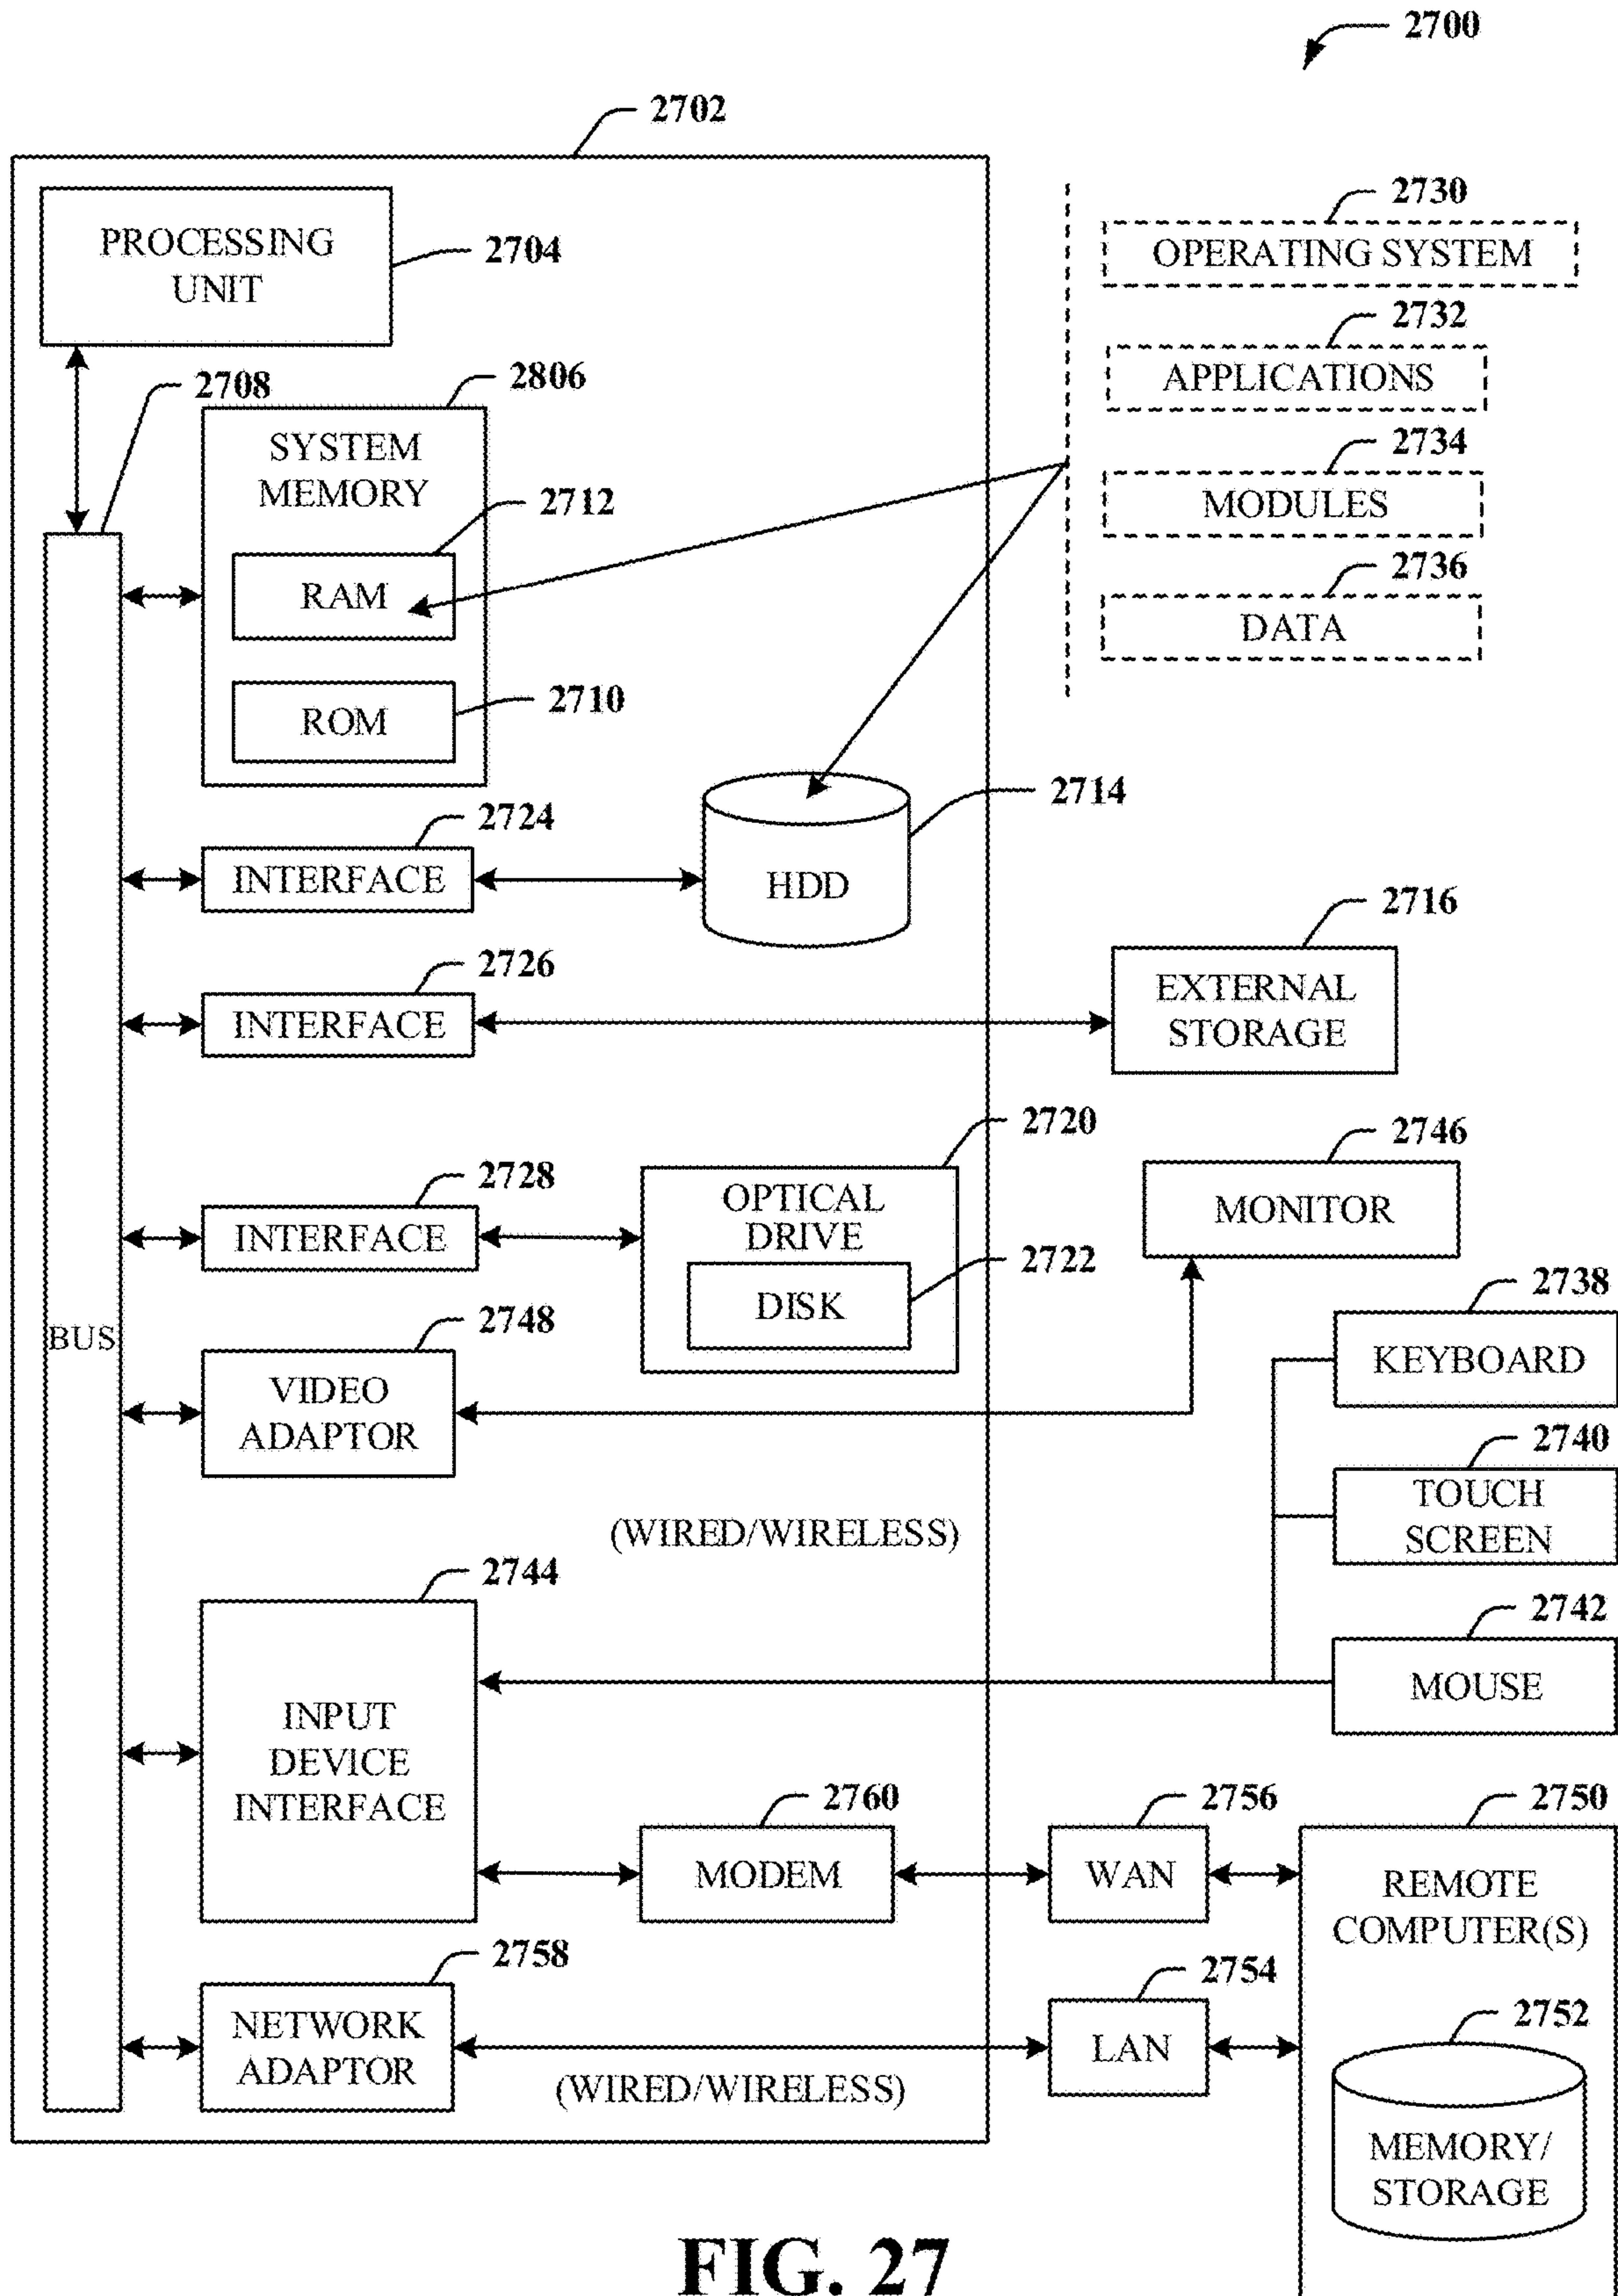 2700
2702
PROCESSING
UNIT
2704
2730
OPERATING SYSTEM
2732
APPLICATIONS
2734
MODULES
2736
DATA
2708
2806
SYSTEM
MEMORY
2712
RAM
2710
ROM
2714
HDD
2724
INTERFACE
2716
EXTERNAL
STORAGE
2726
INTERFACE
2720
OPTICAL
DRIVE
2722
DISK
2746
MONITOR
2728
INTERFACE
2738
KEYBOARD
BUS
2748
VIDEO
ADAPTOR
2740
TOUCH
SCREEN
(WIRED/WIRELESS)
2744
INPUT
DEVICE
INTERFACE
2742
MOUSE
2760
MODEM
2756
WAN
2750
REMOTE
COMPUTER(S)
2758
NETWORK
ADAPTOR
2754
LAN
2752
MEMORY/
STORAGE
(WIRED/WIRELESS)
FIG. 27